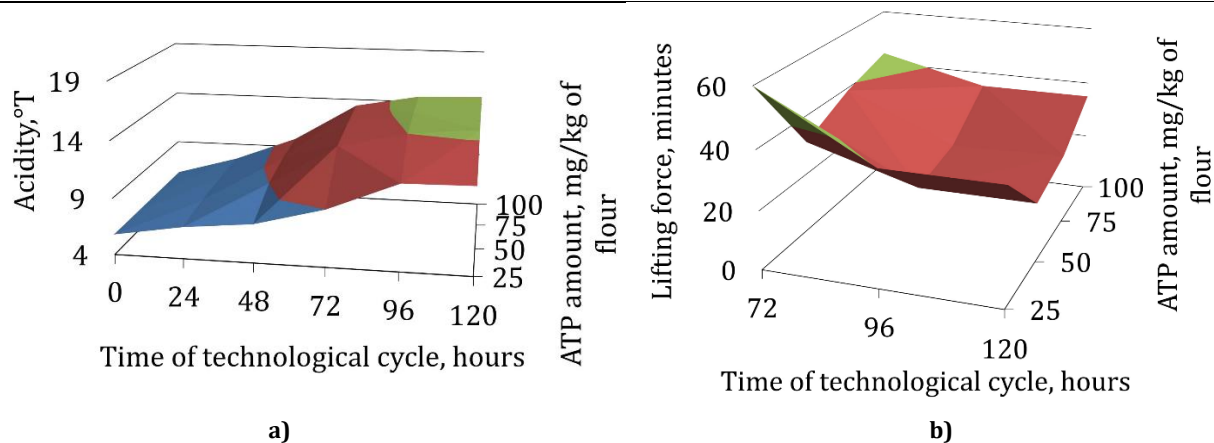 19
14
9
4
Acidity,°T
0
24
48
72
96
120
100
75
50
25
ATP amount, mg/kg of
flour
Time of technological cycle, hours
a)
60
40
20
0
Lifting force, minutes
72
96
120
100
75
50
25
ATP amount, mg/kg of
flour
Time of technological cycle, hours
b)